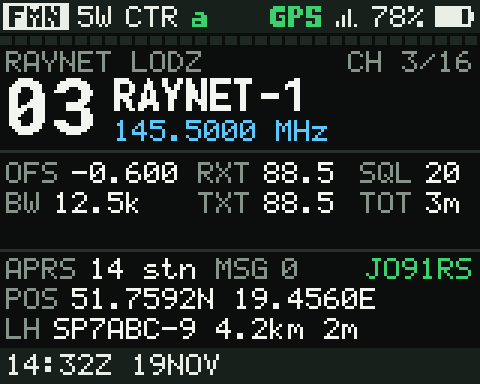 FMN 5W CTR a GPS 78%
RAYNET LODZ CH 3/16
03 RAYNET-1
145.5000 MHz
OFS -0.600 RXT 88.5 SQL 20
BW 12.5k TXT 88.5 TOT 3m
APRS 14 stn MSG 0 JO91RS
POS 51.7592N 19.4560E
LH SP7ABC-9 4.2km 2m
14:32Z 19NOV